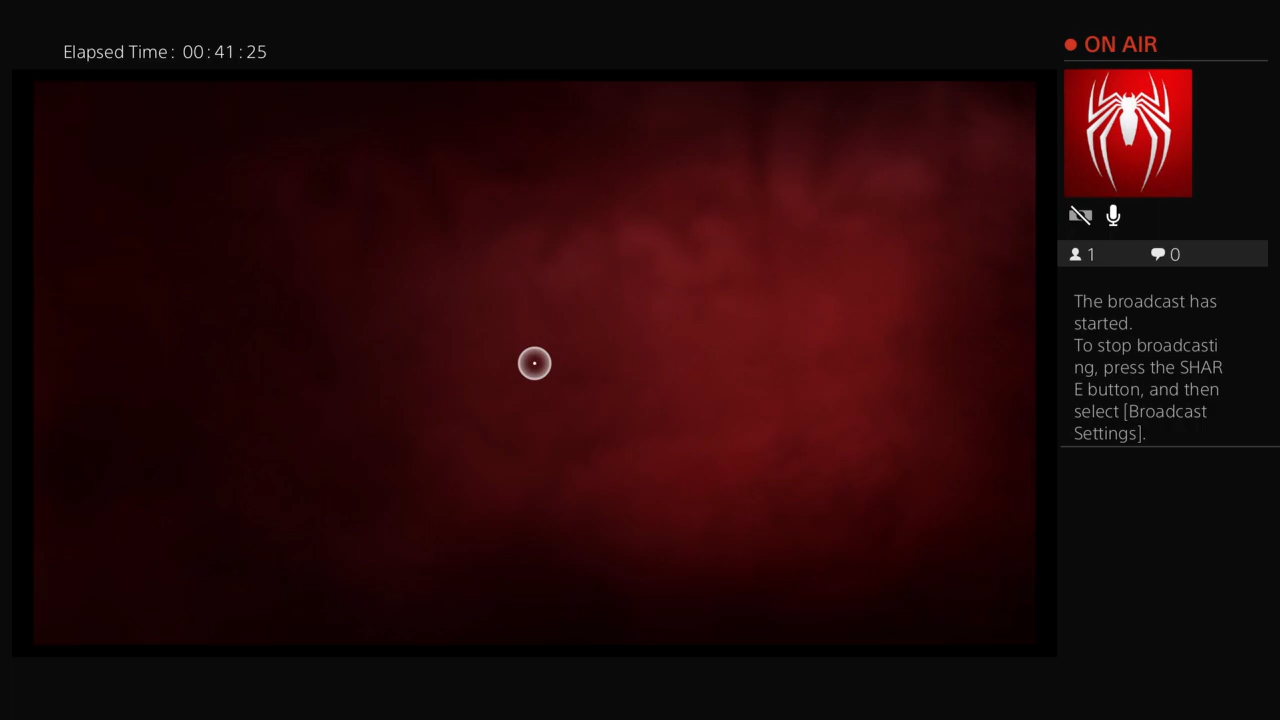 Elapsed Time: 00:41:25
ON AIR
1 0
The broadcast has
started.
To stop broadcasti
ng, press the SHAR
E button, and then
select [Broadcast
Settings].